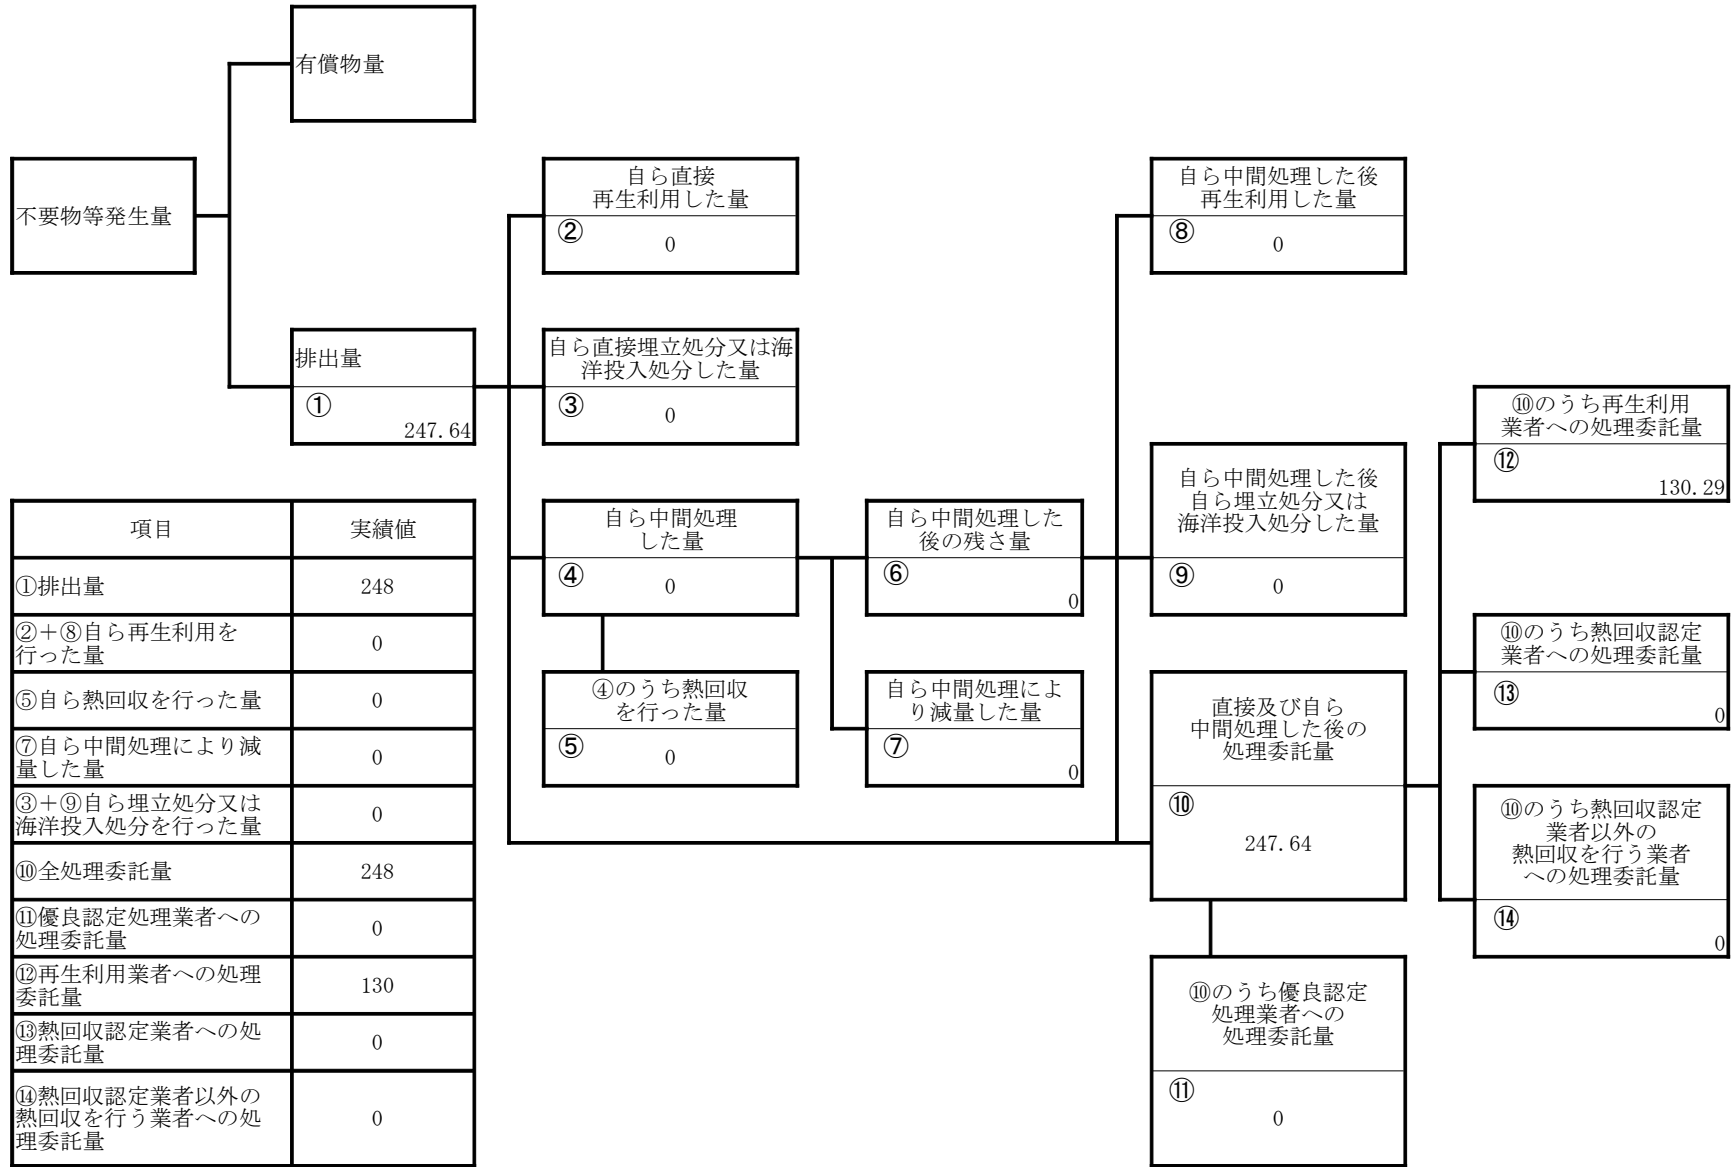 有償物量
不要物等発生量
排出量
①
247.64
自ら直接
再生利用した量
②
0
自ら直接埋立処分又は海
洋投入処分した量
③
0
自ら中間処理
した量
④
0
④のうち熱回収
を行った量
⑤
0
自ら中間処理した
後の残さ量
⑥
0
自ら中間処理によ
り減量した量
⑦
0
自ら中間処理した後
再生利用した量
⑧
0
自ら中間処理した後
自ら埋立処分又は
海洋投入処分した量
⑨
0
直接及び自ら
中間処理した後の
処理委託量
⑩
247.64
⑩のうち優良認定
処理業者への
処理委託量
⑪
0
⑩のうち再生利用
業者への処理委託量
⑫
130.29
⑩のうち熱回収認定
業者への処理委託量
⑬
0
⑩のうち熱回収認定
業者以外の
熱回収を行う業者
への処理委託量
⑭
0
項目 実績値
①排出量 248
②＋⑧自ら再生利用を
行った量 0
⑤自ら熱回収を行った量 0
⑦自ら中間処理により減
量した量 0
③＋⑨自ら埋立処分又は
海洋投入処分を行った量 0
⑩全処理委託量 248
⑪優良認定処理業者への
処理委託量 0
⑫再生利用業者への処理
委託量 130
⑬熱回収認定業者への処
理委託量 0
⑭熱回収認定業者以外の
熱回収を行う業者への処
理委託量 0